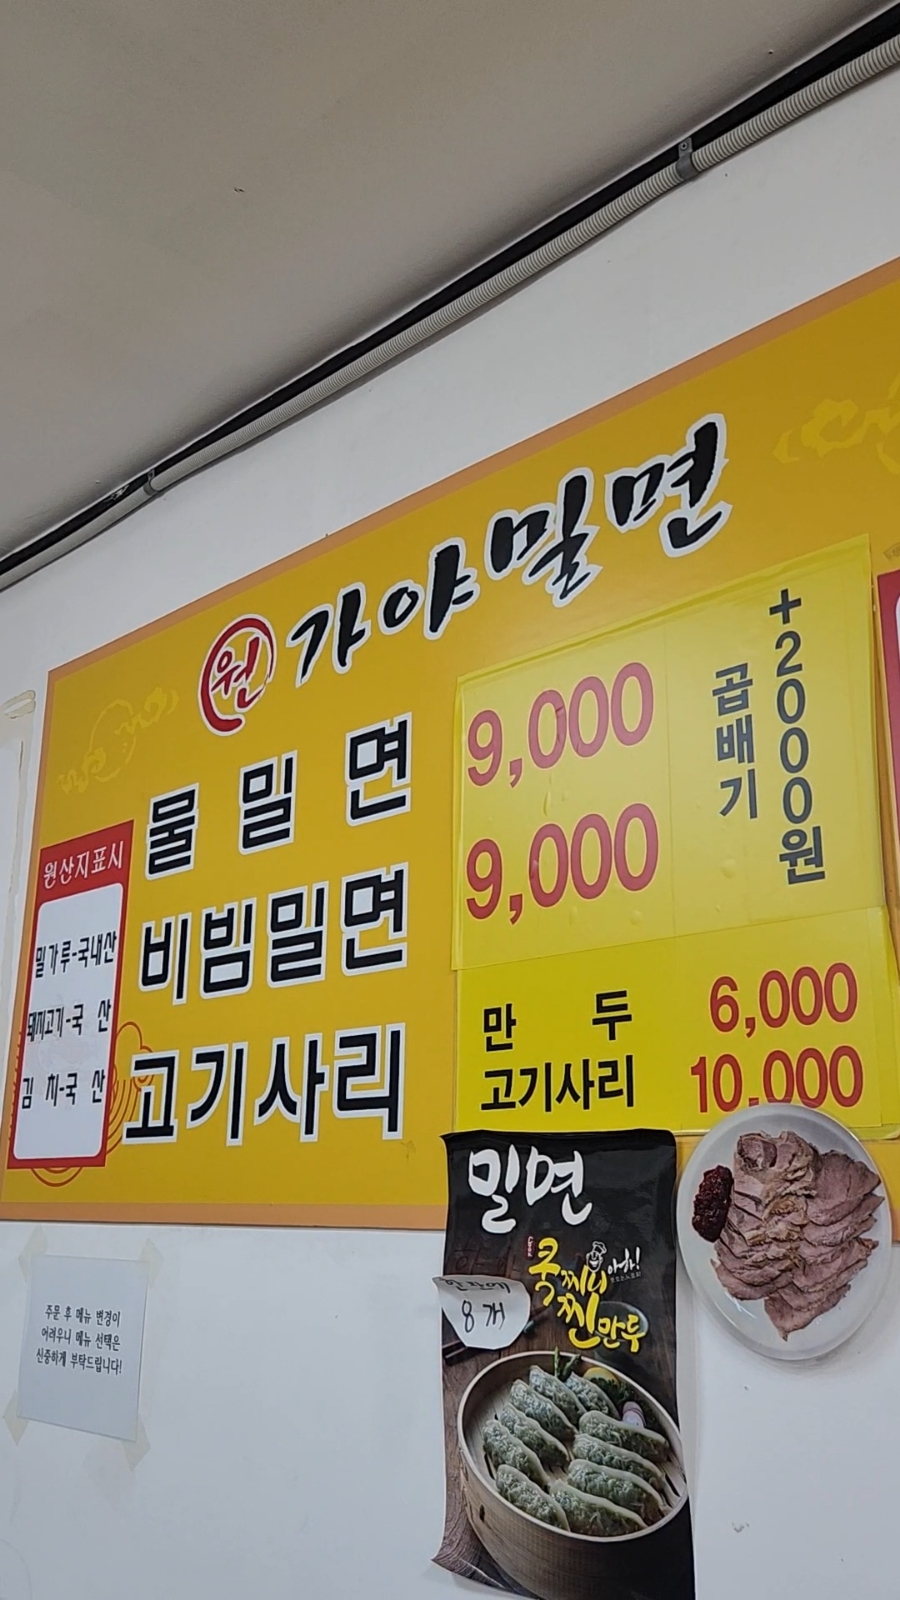 원 가야밀면
물밀면 9,000
비빔밀면 9,000
곱배기 +2000원
고기사리
만두 6,000
고기사리 10,000
원산지표시
밀가루-국내산
돼지고기-국 산
김 치-국 산
주문 후 메뉴 변경이
어려우니 메뉴 선택은
신중하게 부탁드립니다!
밀면
아하!
쿡찌니
찐만두
8개